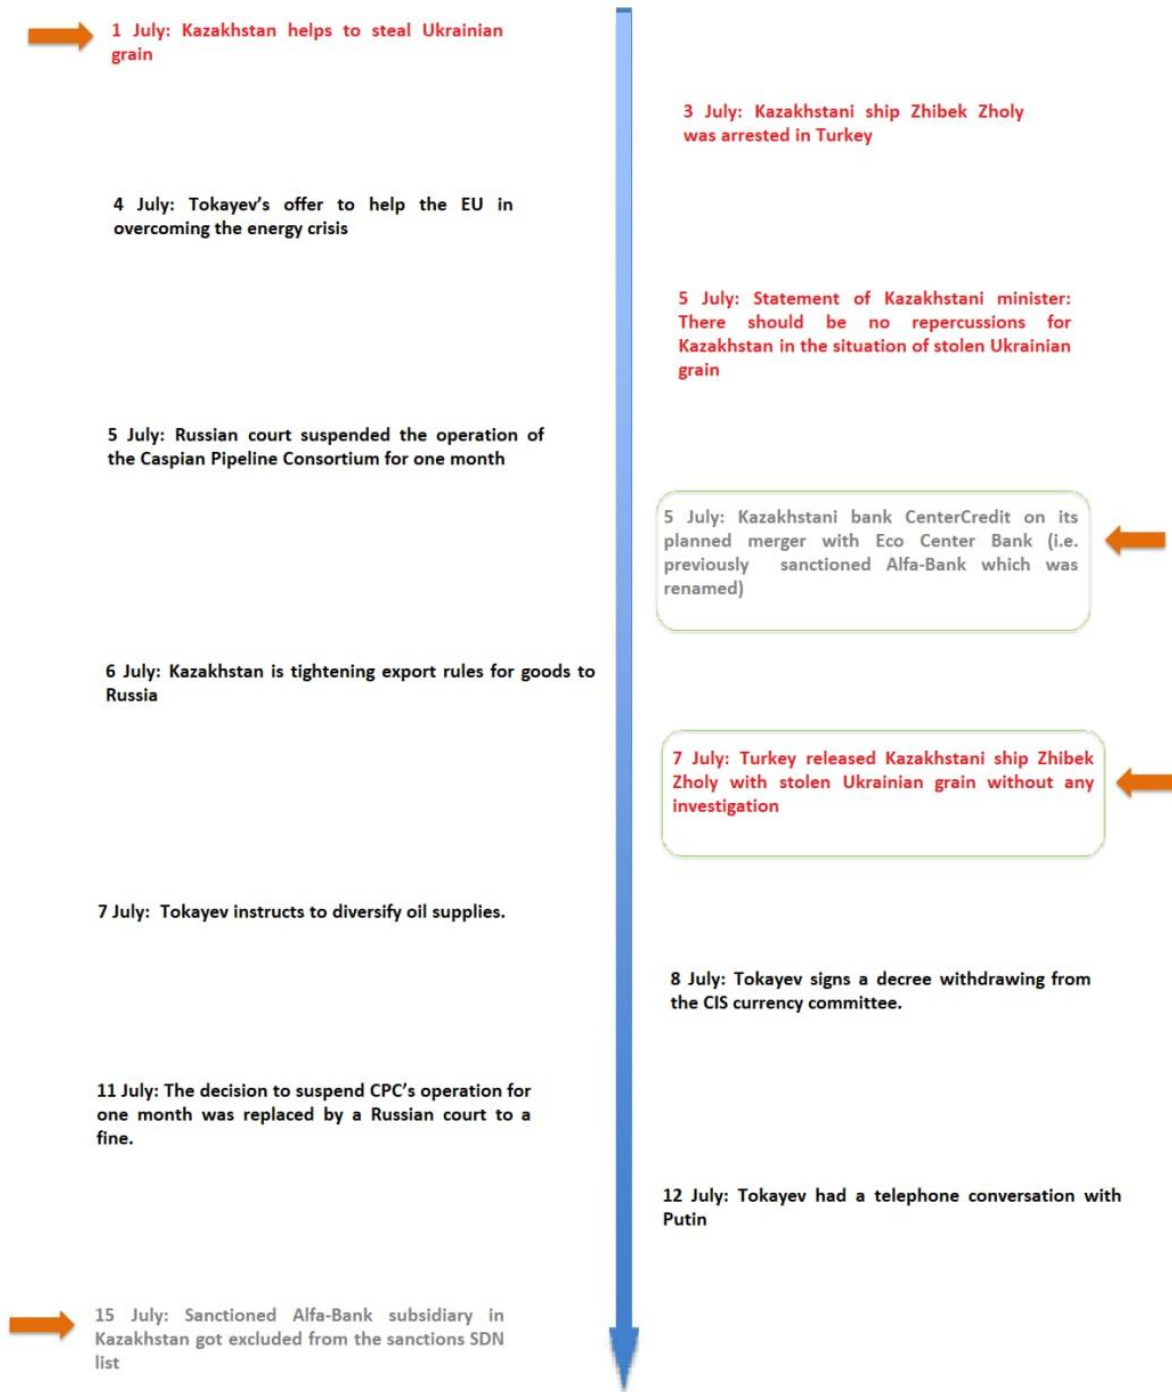 1 July: Kazakhstan helps to steal Ukrainian
grain
3 July: Kazakhstani ship Zhibek Zholy
was arrested in Turkey
4 July: Tokayev's offer to help the EU in
overcoming the energy crisis
5 July: Statement of Kazakhstani minister:
There should be no repercussions for
Kazakhstan in the situation of stolen Ukrainian
grain
5 July: Russian court suspended the operation of
the Caspian Pipeline Consortium for one month
5 July: Kazakhstani bank CenterCredit on its
planned merger with Eco Center Bank (i.e.
previously sanctioned Alfa-Bank which was
renamed)
6 July: Kazakhstan is tightening export rules for goods to
Russia
7 July: Turkey released Kazakhstani ship Zhibek
Zholy with stolen Ukrainian grain without any
investigation
7 July: Tokayev instructs to diversify oil supplies.
8 July: Tokayev signs a decree withdrawing from
the CIS currency committee.
11 July: The decision to suspend CPC's operation for
one month was replaced by a Russian court to a
fine.
12 July: Tokayev had a telephone conversation with
Putin
15 July: Sanctioned Alfa-Bank subsidiary in
Kazakhstan got excluded from the sanctions SDN
list